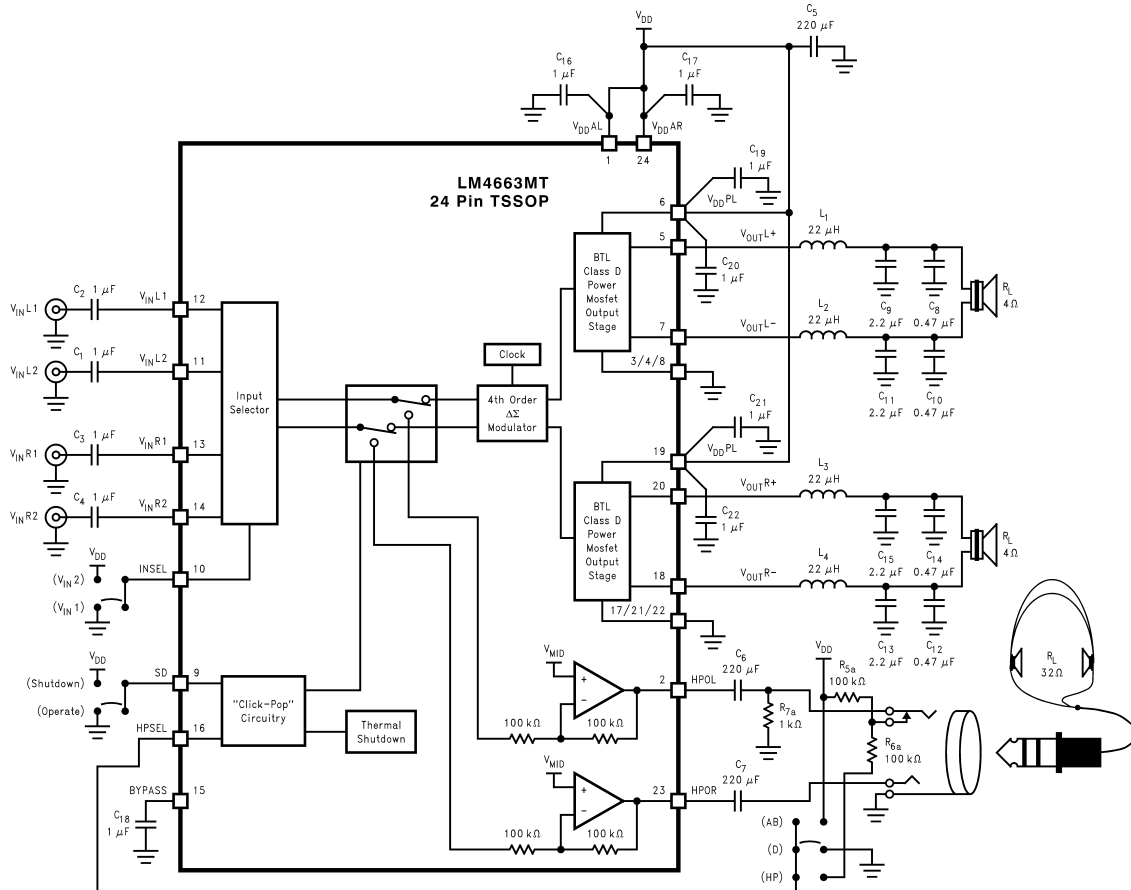 V_DD
C_5
220 μF
C_16
1 μF
C_17
1 μF
V_DD AL
V_DD AR
1
24
LM4663MT
24 Pin TSSOP
C_19
1 μF
6
V_DD PL
5
V_OUT L+
L_1
22 μH
BTL
Class D
Power
Mosfet
Output
Stage
C_20
1 μF
C_9
2.2 μF
C_8
0.47 μF
R_L
4Ω
7
V_OUT L-
L_2
22 μH
3/4/8
C_11
2.2 μF
C_10
0.47 μF
V_IN L1
C_2 1 μF
V_IN L1
12
V_IN L2
C_1 1 μF
V_IN L2
11
Input
Selector
Clock
4th Order
ΔΣ
Modulator
V_IN R1
C_3 1 μF
V_IN R1
13
V_IN R2
C_4 1 μF
V_IN R2
14
C_21
1 μF
19
V_DD PL
20
V_OUT R+
L_3
22 μH
BTL
Class D
Power
Mosfet
Output
Stage
C_22
1 μF
C_15
2.2 μF
C_14
0.47 μF
R_L
4Ω
18
V_OUT R-
L_4
22 μH
17/21/22
C_13
2.2 μF
C_12
0.47 μF
V_DD
(V_IN 2)
(V_IN 1)
INSEL
10
V_DD
(Shutdown)
(Operate)
SD
9
HPSEL
16
"Click-Pop"
Circuitry
Thermal
Shutdown
BYPASS
15
C_18
1 μF
V_MID
+
−
100 kΩ
100 kΩ
2
HPOL
C_6
220 μF
R_7a
1 kΩ
V_DD
R_5a
100 kΩ
R_6a
100 kΩ
R_L
32Ω
V_MID
+
−
100 kΩ
100 kΩ
23
HPOR
C_7
220 μF
(AB)
(D)
(HP)